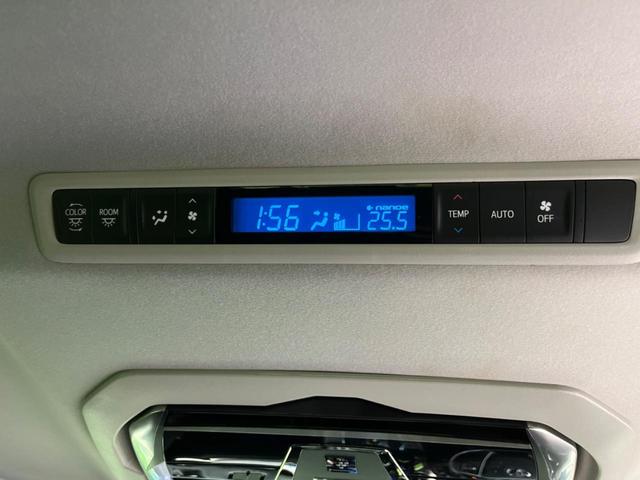 COLOR
ROOM
1:56
nanoe
25.5
TEMP
AUTO
OFF